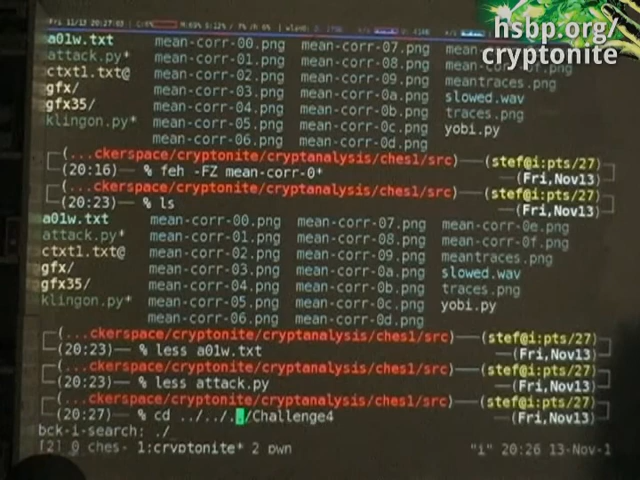 Fri 11/13 20:27:03
hsbp.org/
cryptonite
a01w.txt mean-corr-00.png mean-corr-07.png
attack.py* mean-corr-01.png mean-corr-08.png
ctxt1.txt@ mean-corr-02.png mean-corr-09.png meantraces.png
gfx/ mean-corr-03.png mean-corr-0a.png slowed.wav
gfx35/ mean-corr-04.png mean-corr-0b.png traces.png
klingon.py* mean-corr-05.png mean-corr-0c.png yobi.py
mean-corr-06.png mean-corr-0d.png
(...ckerspace/cryptonite/cryptanalysis/ches1/src)——(stef@i:pts/27)
(20:16)— % feh -FZ mean-corr-0* —(Fri,Nov13)
(...ckerspace/cryptonite/cryptanalysis/ches1/src)——(stef@i:pts/27)
(20:23)— % ls —(Fri,Nov13)
a01w.txt mean-corr-00.png mean-corr-07.png mean-corr-0e.png
attack.py* mean-corr-01.png mean-corr-08.png mean-corr-0f.png
ctxt1.txt@ mean-corr-02.png mean-corr-09.png meantraces.png
gfx/ mean-corr-03.png mean-corr-0a.png slowed.wav
gfx35/ mean-corr-04.png mean-corr-0b.png traces.png
klingon.py* mean-corr-05.png mean-corr-0c.png yobi.py
mean-corr-06.png mean-corr-0d.png
(...ckerspace/cryptonite/cryptanalysis/ches1/src)——(stef@i:pts/27)
(20:23)— % less a01w.txt —(Fri,Nov13)
(...ckerspace/cryptonite/cryptanalysis/ches1/src)——(stef@i:pts/27)
(20:23)— % less attack.py —(Fri,Nov13)
(...ckerspace/cryptonite/cryptanalysis/ches1/src)——(stef@i:pts/27)
(20:27)— % cd ../../../Challenge4 —(Fri,Nov13)
bck-i-search: ./
[2] 0 ches- 1:cryptonite* 2 pwn "i" 20:26 13-Nov-1